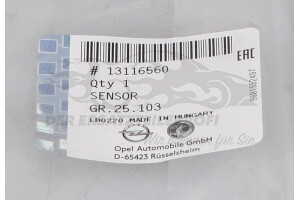 # 13116560
Qty 1
SENSOR
GR.25.103
LB0220 MADE IN HUNGARY
Opel Automobile GmbH
D-65423 Rüsselsheim
EAC